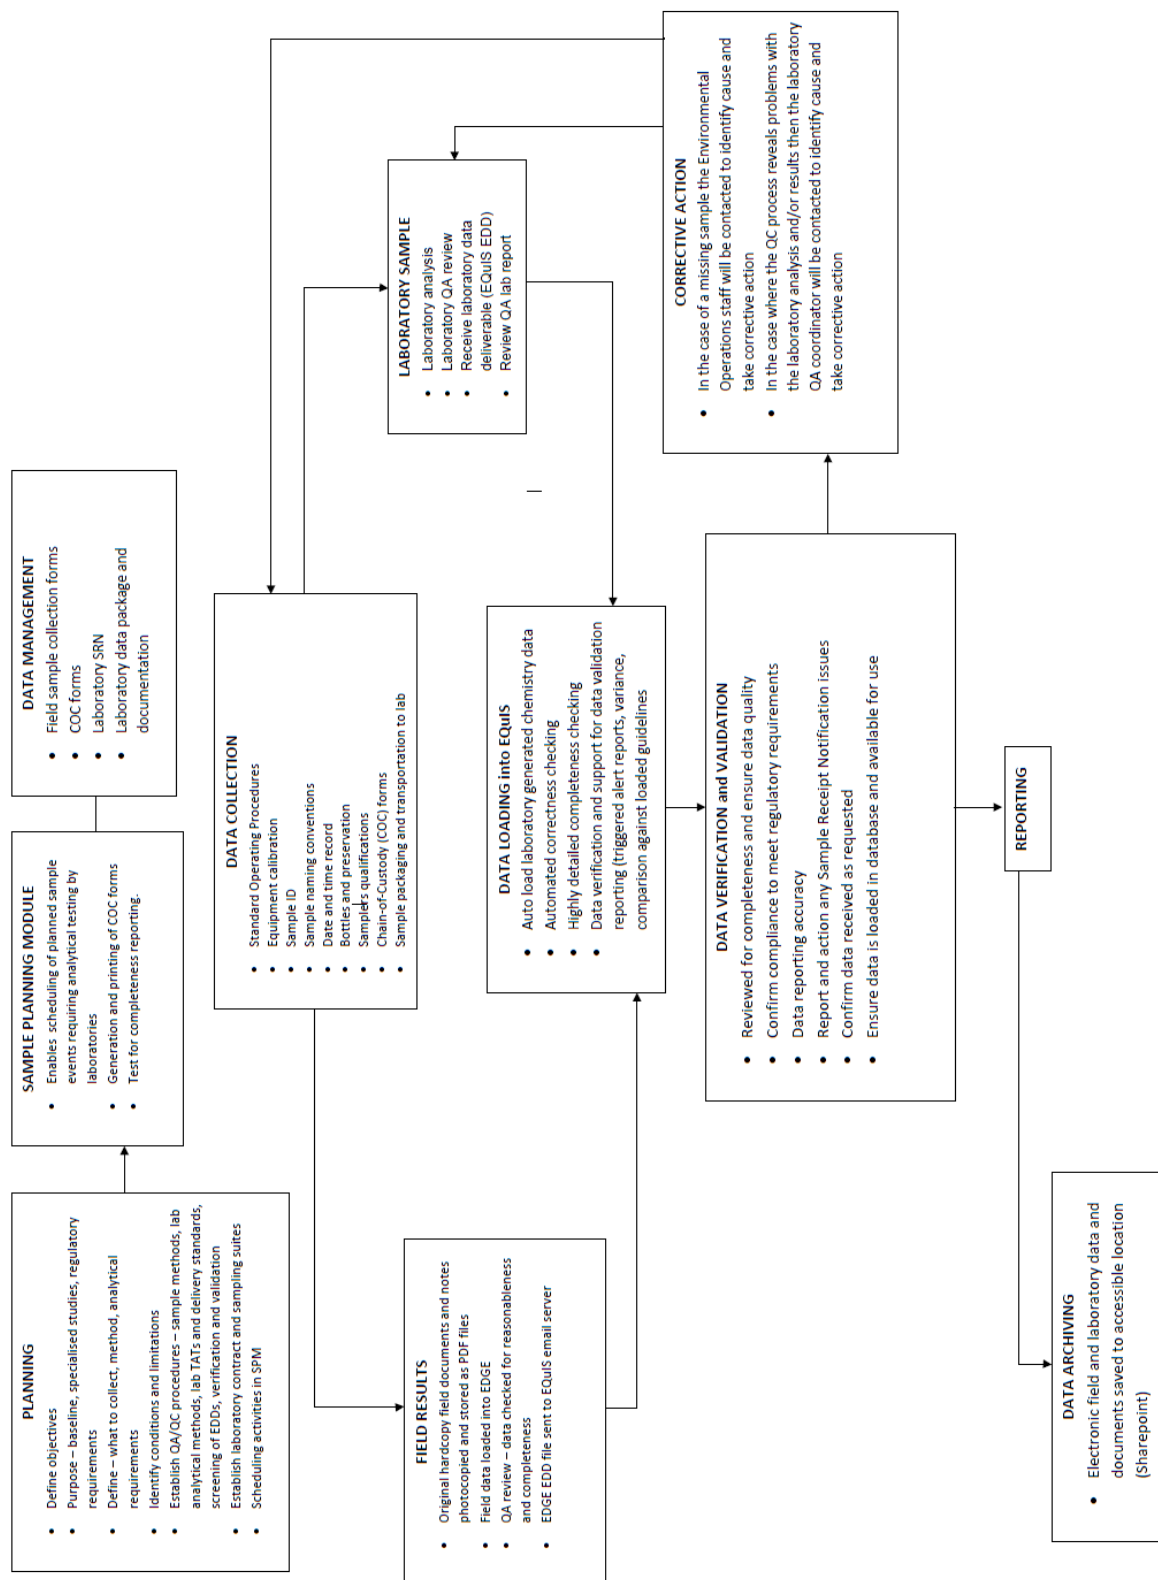 PLANNING
• Define objectives
• Purpose – baseline, specialised studies, regulatory
requirements
• Define – what to collect, method, analytical
requirements
• Identify conditions and limitations
• Establish QA/QC procedures – sample methods, lab
analytical methods, lab TATs and delivery standards,
screening of EDDs, verification and validation
• Establish laboratory contract and sampling suites
• Scheduling activities in SPM
SAMPLE PLANNING MODULE
• Enables scheduling of planned sample
events requiring analytical testing by
laboratories
• Generation and printing of COC forms
• Test for completeness reporting.
DATA MANAGEMENT
• Field sample collection forms
• COC forms
• Laboratory SRN
• Laboratory data package and
documentation
DATA COLLECTION
• Standard Operating Procedures
• Equipment calibration
• Sample ID
• Sample naming conventions
• Date and time record
• Bottles and preservation
• Samplers qualifications
• Chain-of-Custody (COC) forms
• Sample packaging and transportation to lab
LABORATORY SAMPLE
• Laboratory analysis
• Laboratory QA review
• Receive laboratory data
deliverable (EQuIS EDD)
• Review QA lab report
FIELD RESULTS
• Original hardcopy field documents and notes
photocopied and stored as PDF files
• Field data loaded into EDGE
• QA review – data checked for reasonableness
and completeness
• EDGE EDD file sent to EQuIS email server
DATA LOADING into EQuIS
• Auto load laboratory generated chemistry data
• Automated correctness checking
• Highly detailed completeness checking
• Data verification and support for data validation
reporting (triggered alert reports, variance,
comparison against loaded guidelines
DATA VERIFICATION and VALIDATION
• Reviewed for completeness and ensure data quality
• Confirm compliance to meet regulatory requirements
• Data reporting accuracy
• Report and action any Sample Receipt Notification issues
• Confirm data received as requested
• Ensure data is loaded in database and available for use
CORRECTIVE ACTION
• In the case of a missing sample the Environmental
Operations staff will be contacted to identify cause and
take corrective action
• In the case where the QC process reveals problems with
the laboratory analysis and/or results then the laboratory
QA coordinator will be contacted to identify cause and
take corrective action
REPORTING
DATA ARCHIVING
• Electronic field and laboratory data and
documents saved to accessible location
(Sharepoint)